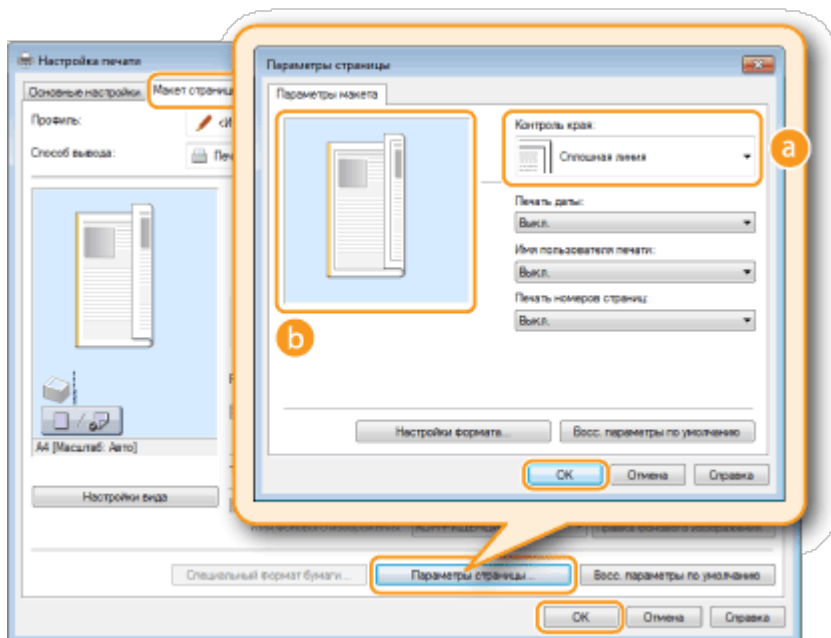 Настройка печати
Основные настройки
Макет страниц
Профиль:
Способ вывода:
A4 [Масштаб: Авто]
Настройки вида
Специальный формат бумаги...
Параметры страницы...
Восс. параметры по умолчанию
OK
Отмена
Справка
Параметры страницы
Параметры макета
Контроль края:
Сплошная линия
a
Печать даты:
Выкл.
Имя пользователя печати:
Выкл.
Печать номеров страниц:
Выкл.
b
Настройки формата...
Восс. параметры по умолчанию
OK
Отмена
Справка